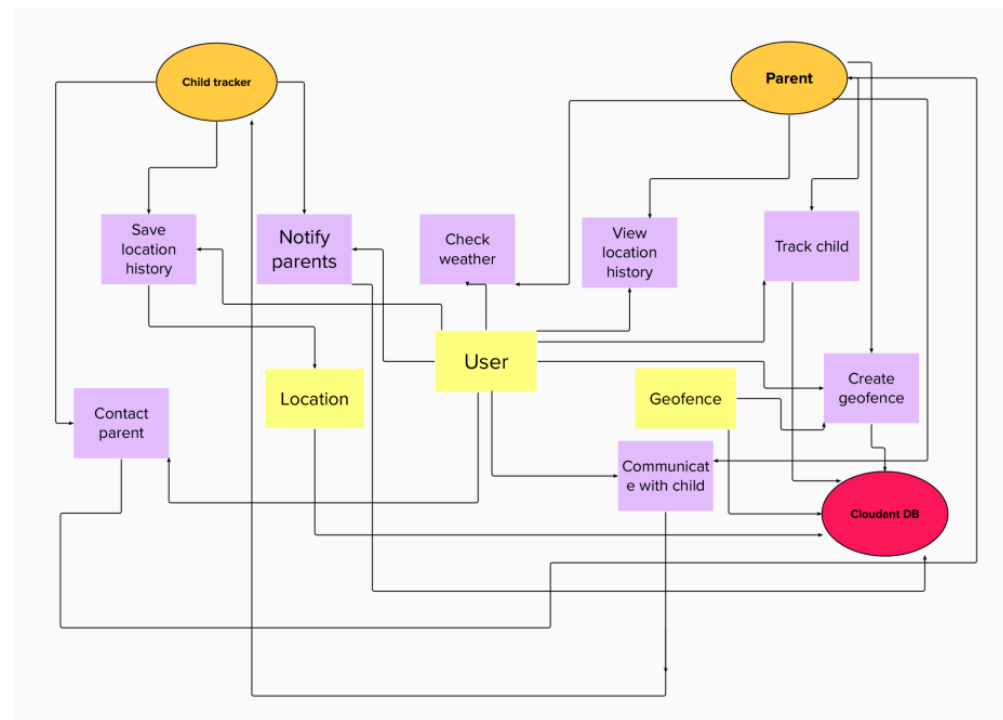 Child tracker
Parent
Save
location
history
Notify
parents
Check
weather
View
location
history
Track child
User
Location
Geofence
Create
geofence
Contact
parent
Communicat
e with child
Cloudant DB